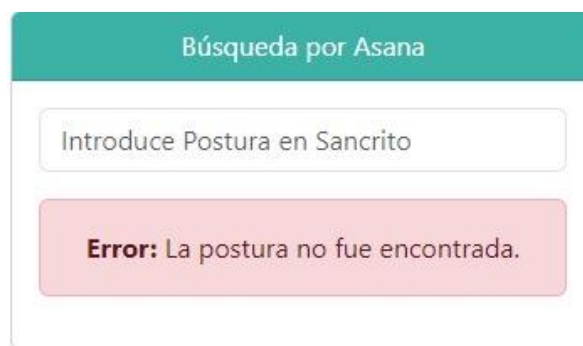 Búsqueda por Asana
Introduce Postura en Sancrito
Error: La postura no fue encontrada.